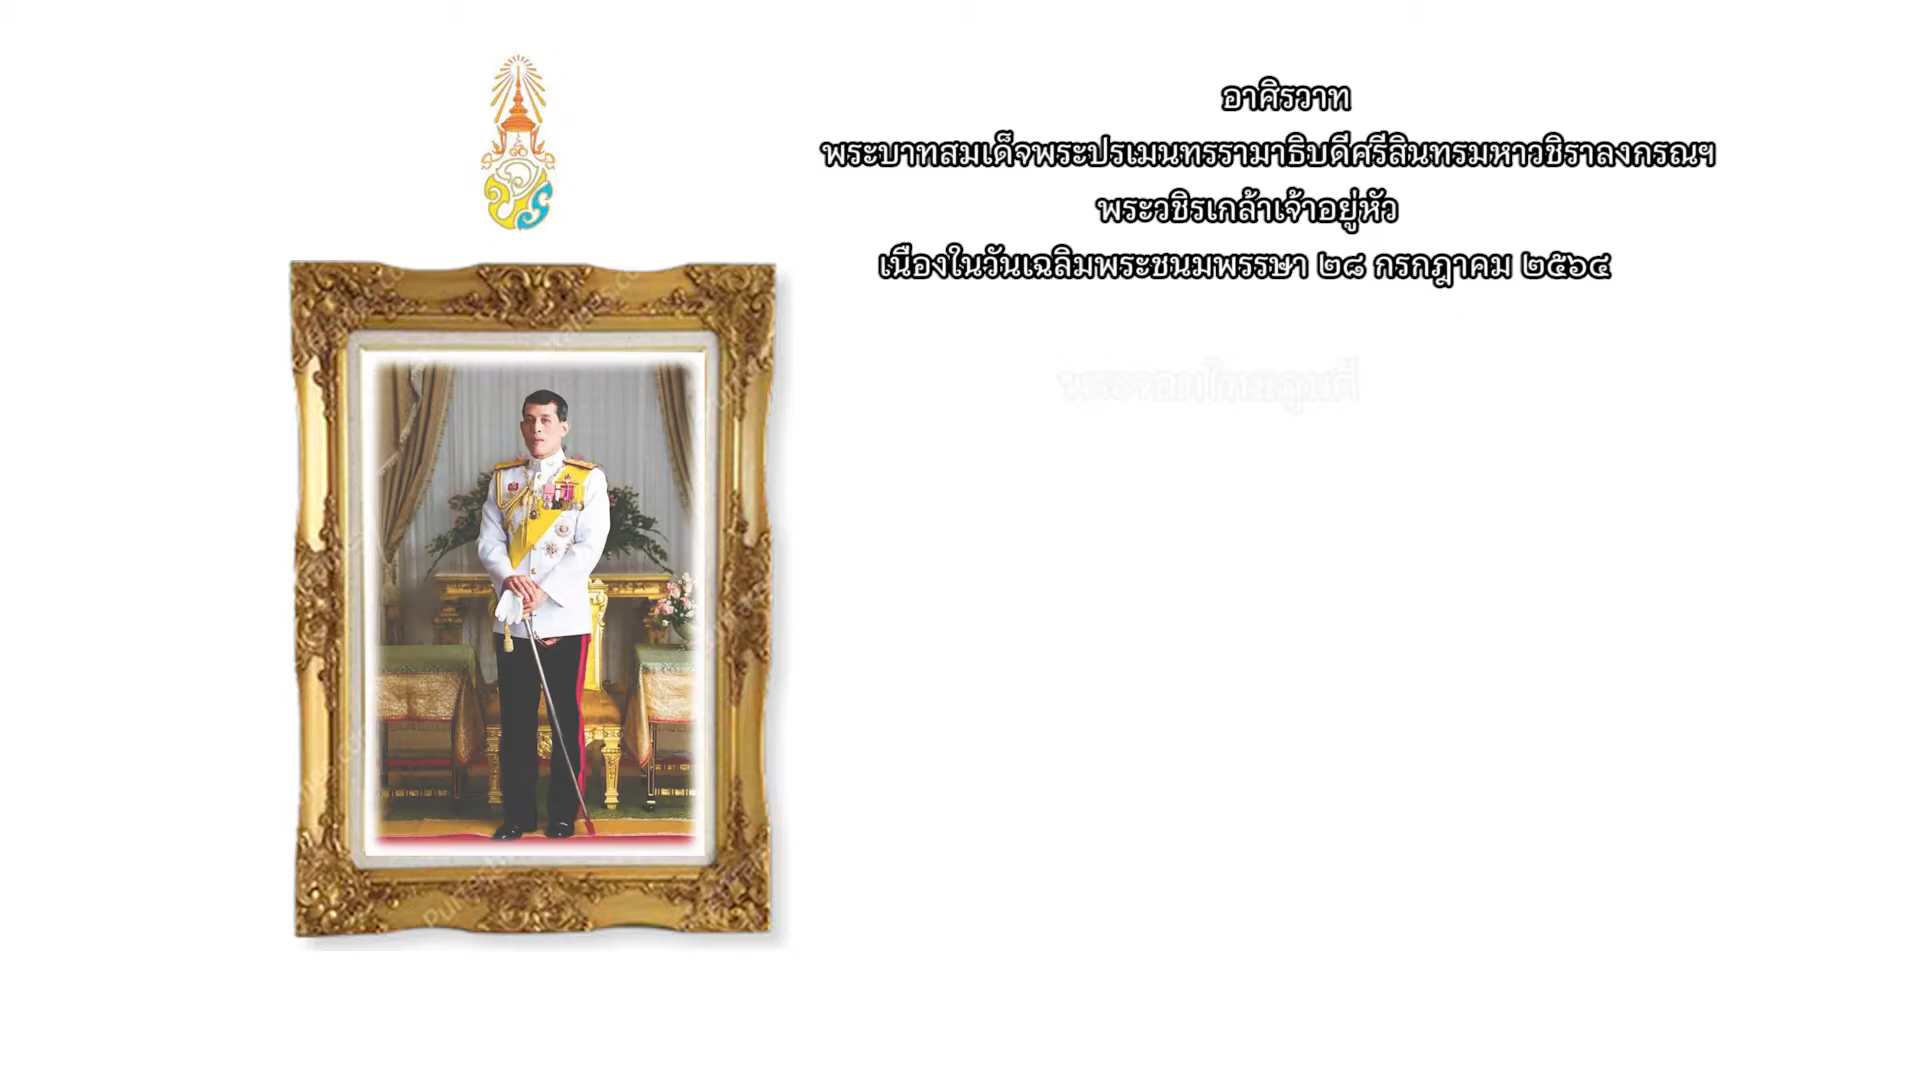 อาศิรวาท
พระบาทสมเด็จพระปรเมนทรรามาธิบดีศรีสินทรมหาวชิราลงกรณฯ
พระวชิรเกล้าเจ้าอยู่หัว
เนื่องในวันเฉลิมพระชนมพรรษา ๒๘ กรกฎาคม ๒๕๖๔